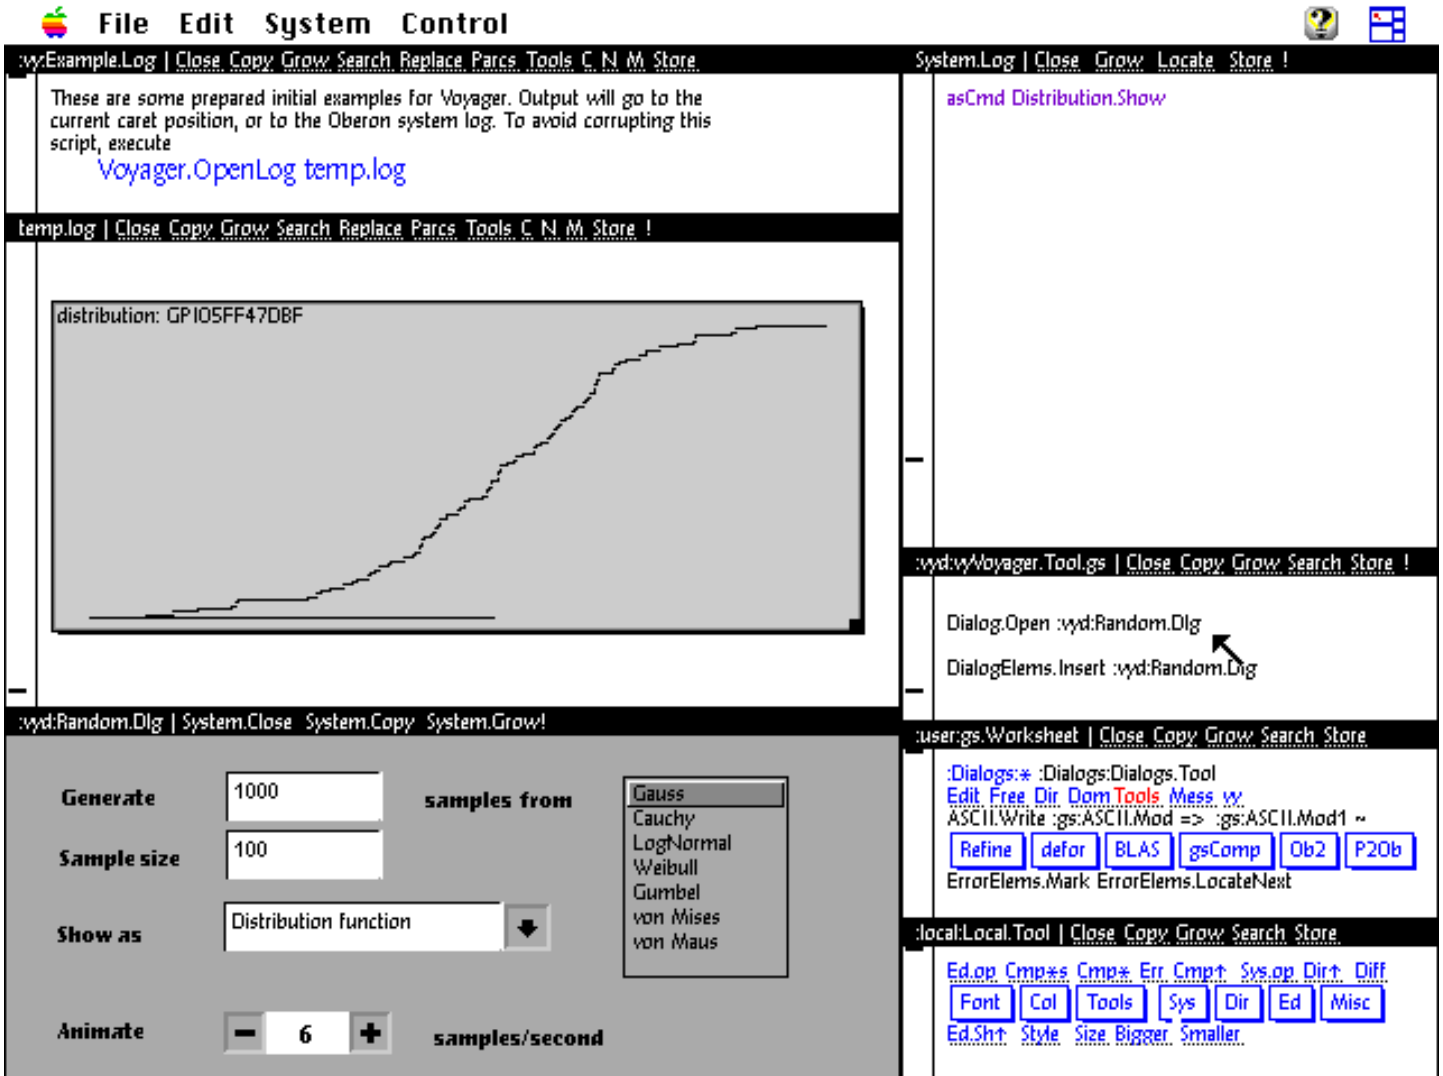 File Edit System Control
:vy:Example.Log | Close Copy Grow Search Replace Parcs Tools C N M Store
These are some prepared initial examples for Voyager. Output will go to the
current caret position, or to the Oberon system log. To avoid corrupting this
script, execute
Voyager.OpenLog temp.log
temp.log | Close Copy Grow Search Replace Parcs Tools C N M Store !
distribution: GPI05FF47DBF
:vyd:Random.Dlg | System.Close System.Copy System.Grow!
Generate
1000
samples from
Sample size
100
Show as
Distribution function
Animate
6
samples/second
Gauss
Cauchy
LogNormal
Weibull
Gumbel
von Mises
von Maus
System.Log | Close Grow Locate Store !
asCmd Distribution.Show
:vyd:vyVoyager.Tool.gs | Close Copy Grow Search Store !
Dialog.Open :vyd:Random.Dlg
DialogElems.Insert :vyd:Random.Dlg
:user:gs.Worksheet | Close Copy Grow Search Store
:Dialogs:* :Dialogs:Dialogs.Tool
Edit Free Dir Dom Tools Mess vy
ASCII.Write :gs:ASCII.Mod => :gs:ASCII.Mod1 ~
Refine defor BLAS gsComp Ob2 P2Ob
ErrorElems.Mark ErrorElems.LocateNext
:local:Local.Tool | Close Copy Grow Search Store
Ed.op Cmp*s Cmp* Err Cmp↑ Sys.op Dir↑ Diff
Font Col Tools Sys Dir Ed Misc
Ed.Sh↑ Style Size Bigger Smaller